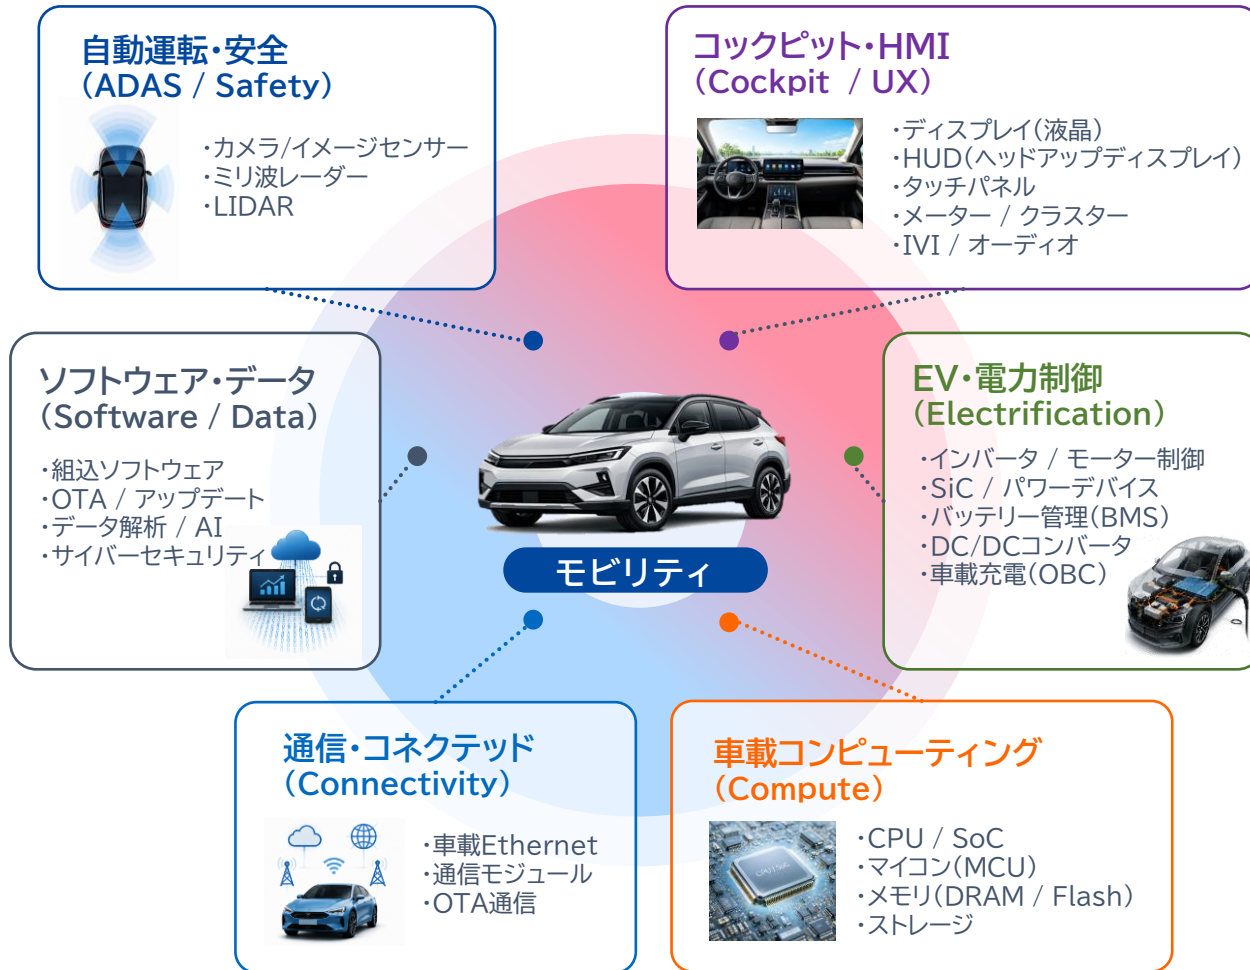 自動運転・安全
(ADAS / Safety)
・カメラ/イメージセンサー
・ミリ波レーダー
・LIDAR
コックピット・HMI
(Cockpit / UX)
・ディスプレイ(液晶)
・HUD(ヘッドアップディスプレイ)
・タッチパネル
・メーター / クラスター
・IVI / オーディオ
ソフトウェア・データ
(Software / Data)
・組込ソフトウェア
・OTA / アップデート
・データ解析 / AI
・サイバーセキュリティ
EV・電力制御
(Electrification)
・インバータ / モーター制御
・SiC / パワーデバイス
・バッテリー管理(BMS)
・DC/DCコンバータ
・車載充電(OBC)
モビリティ
通信・コネクテッド
(Connectivity)
・車載Ethernet
・通信モジュール
・OTA通信
車載コンピューティング
(Compute)
CPU / SoC
・CPU / SoC
・マイコン(MCU)
・メモリ(DRAM / Flash)
・ストレージ